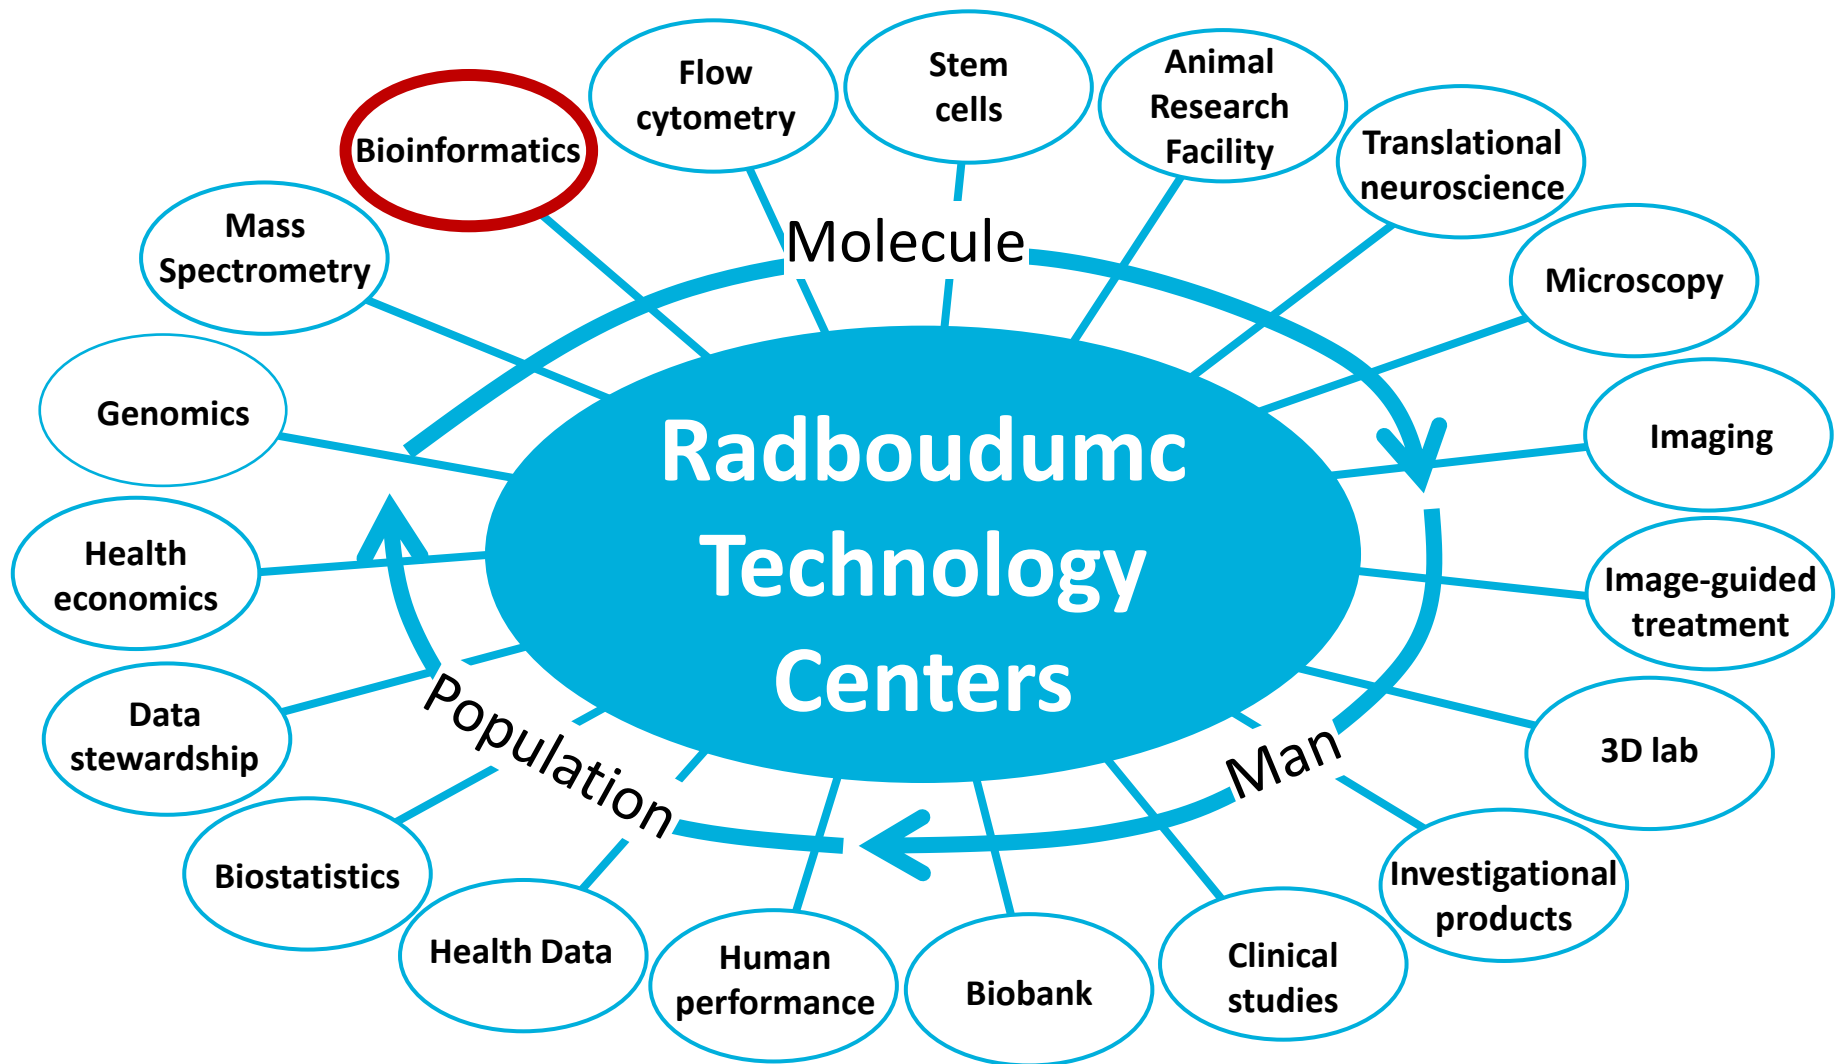 Flow
cytometry
Stem
cells
Animal
Research
Facility
Translational
neuroscience
Microscopy
Imaging
Image-guided
treatment
3D lab
Investigational
products
Clinical
studies
Biobank
Human
performance
Health Data
Biostatistics
Data
stewardship
Health
economics
Genomics
Mass
Spectrometry
Bioinformatics
Molecule
Man
Population
Radboudumc
Technology
Centers